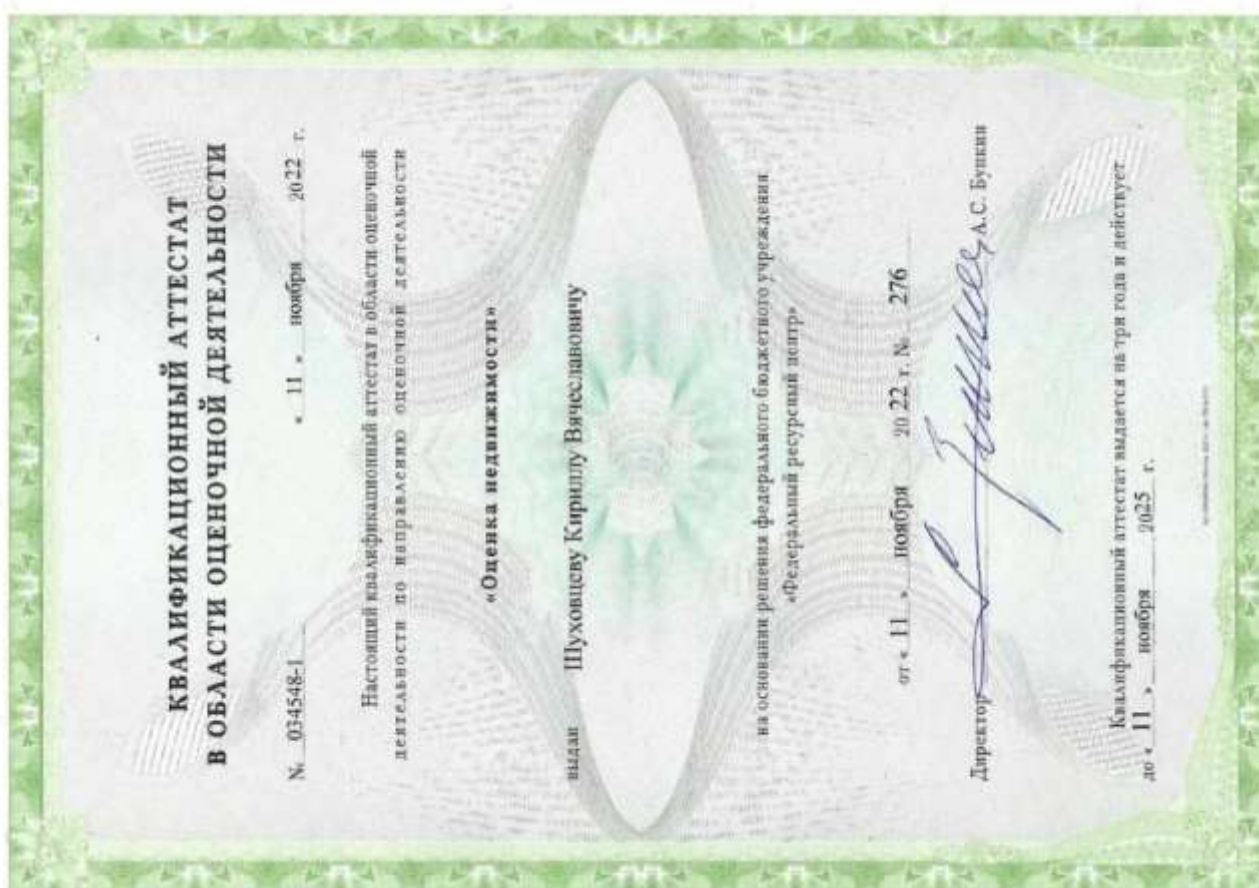 КВАЛИФИКАЦИОННЫЙ АТТЕСТАТ
В ОБЛАСТИ ОЦЕНОЧНОЙ ДЕЯТЕЛЬНОСТИ
№ 034548-1 « 11 » ноября 2022 г.
Настоящий квалификационный аттестат в области оценочной
деятельности по направлению оценочной деятельности
«Оценка недвижимости»
выдан Шуховцеву Кириллу Вячеславовичу
на основании решения федерального бюджетного учреждения
«Федеральный ресурсный центр»
от « 11 » ноября 20 22 г. № 276
Директор А.С. Бункин
Квалификационный аттестат выдается на три года и действует
до « 11 » ноября 2025 г.